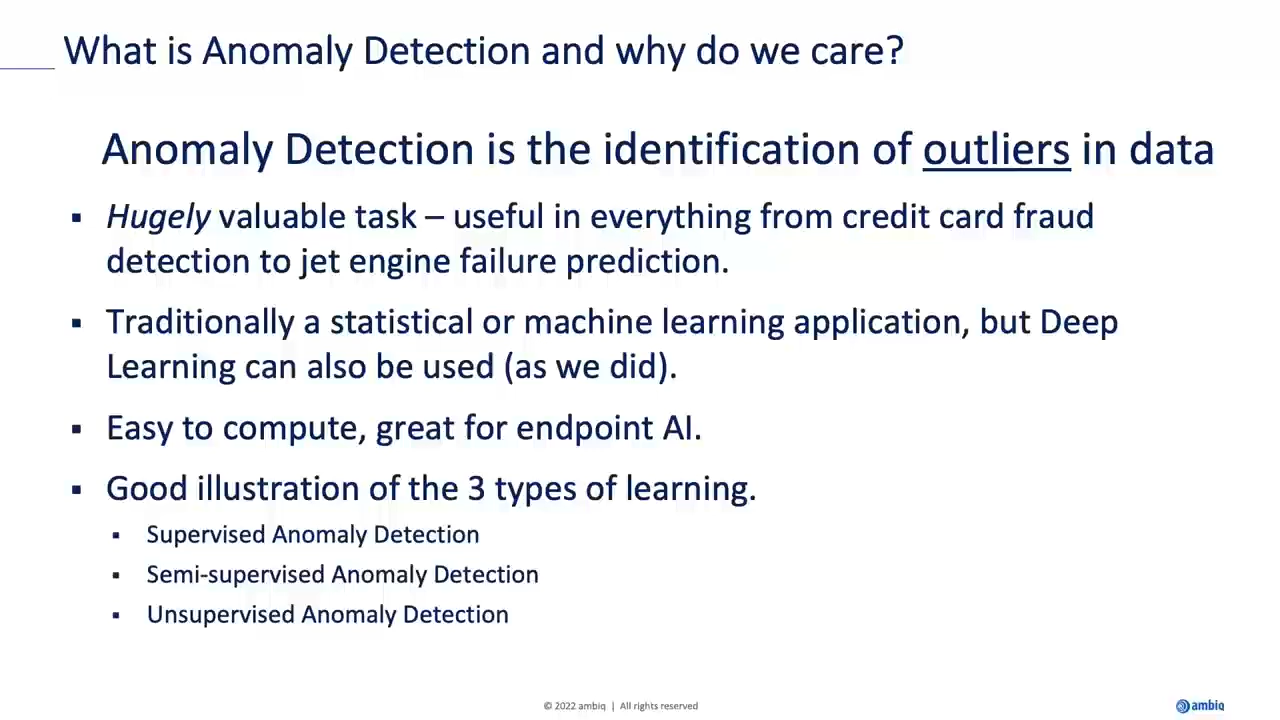 What is Anomaly Detection and why do we care?
Anomaly Detection is the identification of outliers in data
▪ Hugely valuable task – useful in everything from credit card fraud
detection to jet engine failure prediction.
▪ Traditionally a statistical or machine learning application, but Deep
Learning can also be used (as we did).
▪ Easy to compute, great for endpoint AI.
▪ Good illustration of the 3 types of learning.
▪ Supervised Anomaly Detection
▪ Semi-supervised Anomaly Detection
▪ Unsupervised Anomaly Detection
© 2022 ambiq | All rights reserved
ambiq